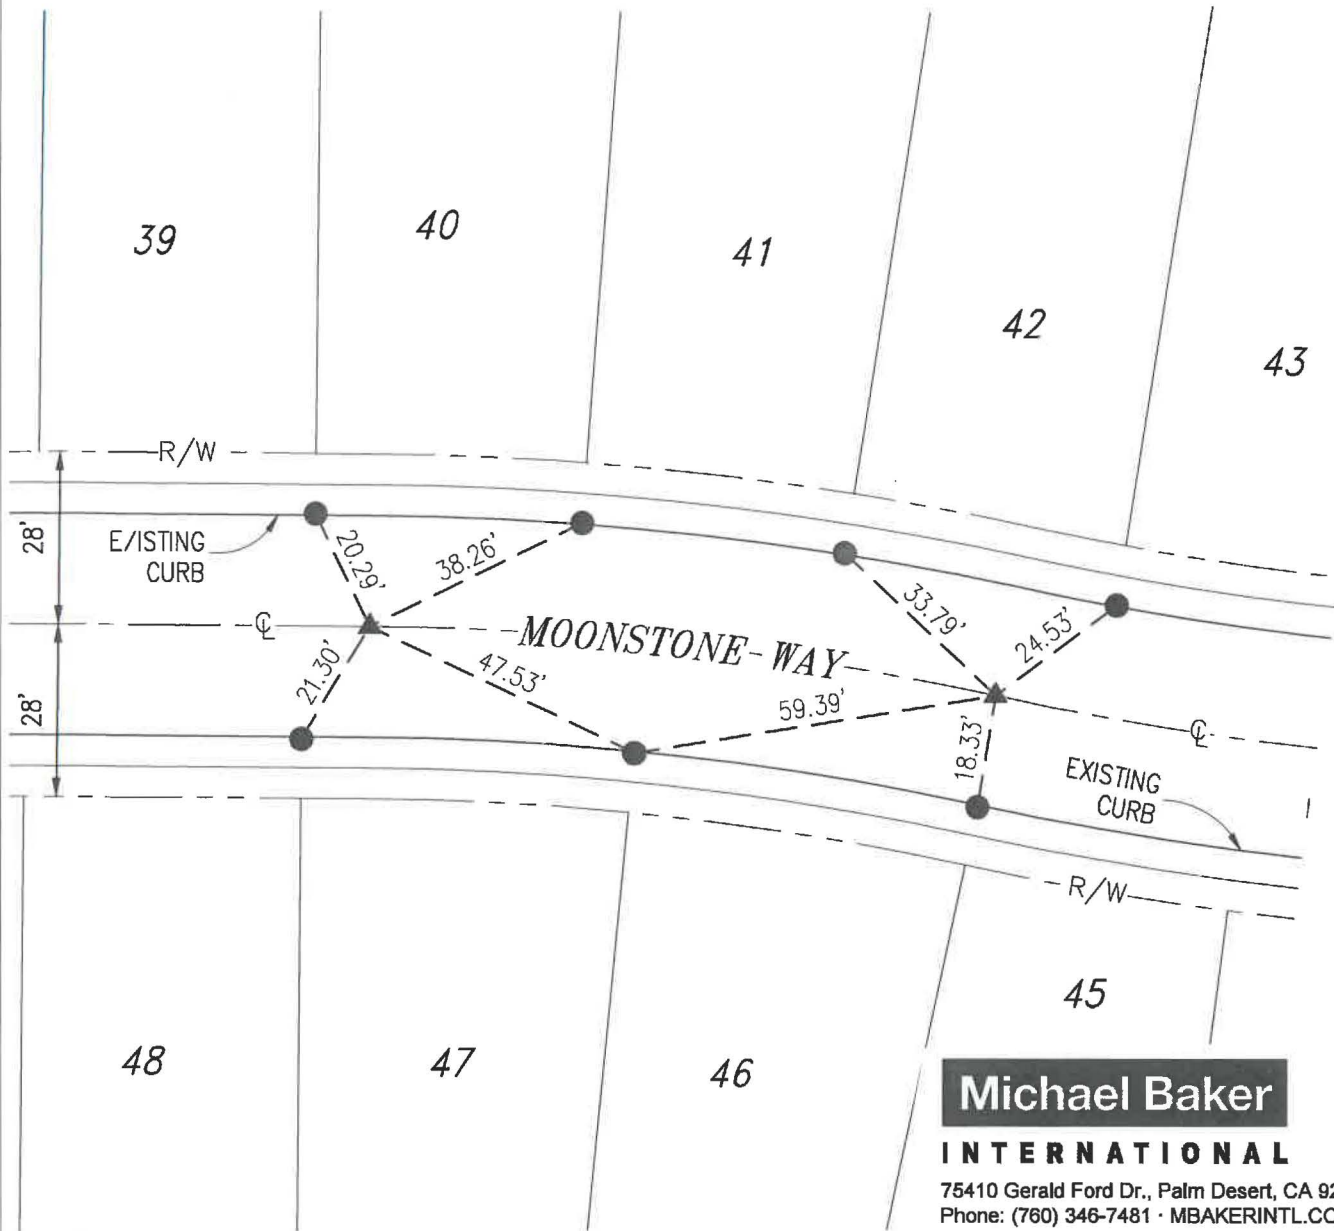 39
40
41
42
43
R/W
28'
E/ISTING
CURB
20.29'
38.26'
33.79'
24.53'
℄
MOONSTONE WAY
28'
21.30'
47.53'
59.39'
18.33'
℄
EXISTING
CURB
R/W
45
48
47
46
Michael Baker
INTERNATIONAL
75410 Gerald Ford Dr., Palm Desert, CA 92
Phone: (760) 346-7481 · MBAKERINTL.CO